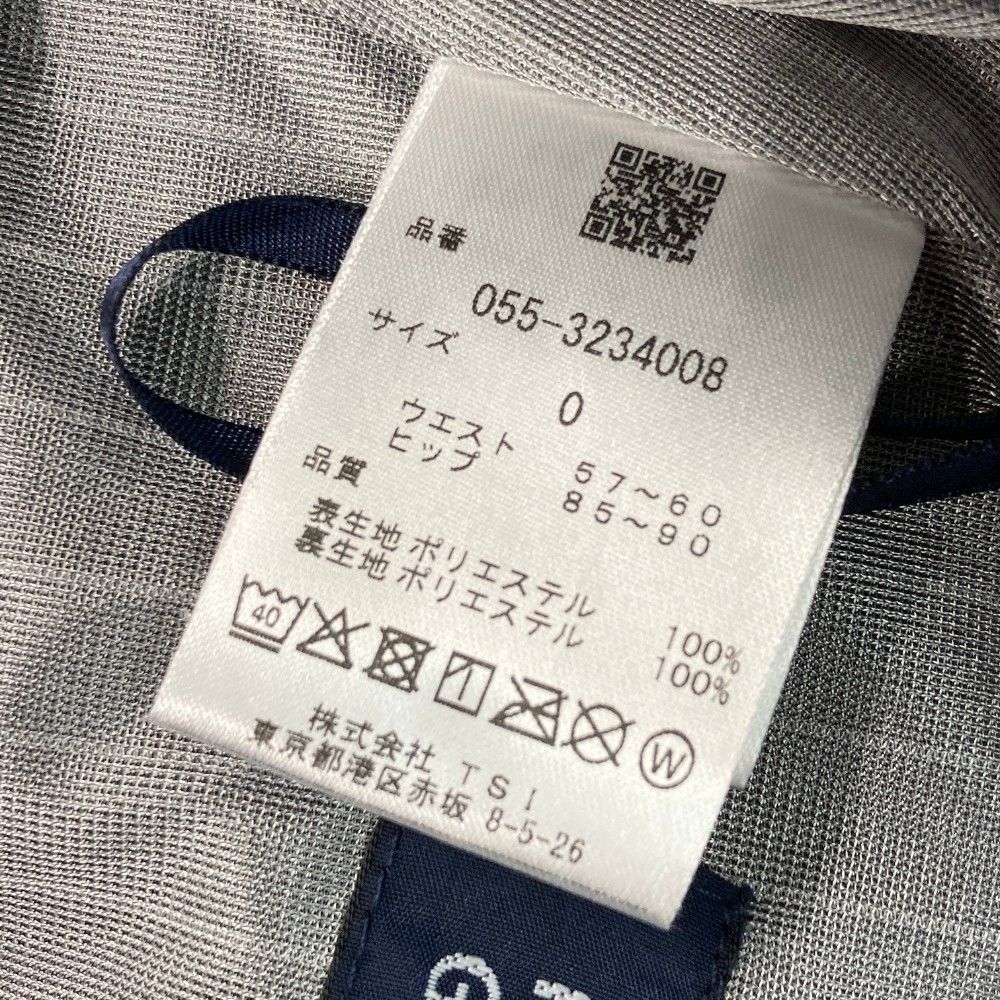 品番
055-3234008
サイズ
0
ウエスト 57～60
ヒップ 85～90
品質
表生地 ポリエステル 100%
裏生地 ポリエステル 100%
40
W
株式会社 TSI
東京都港区赤坂 8-5-26
G